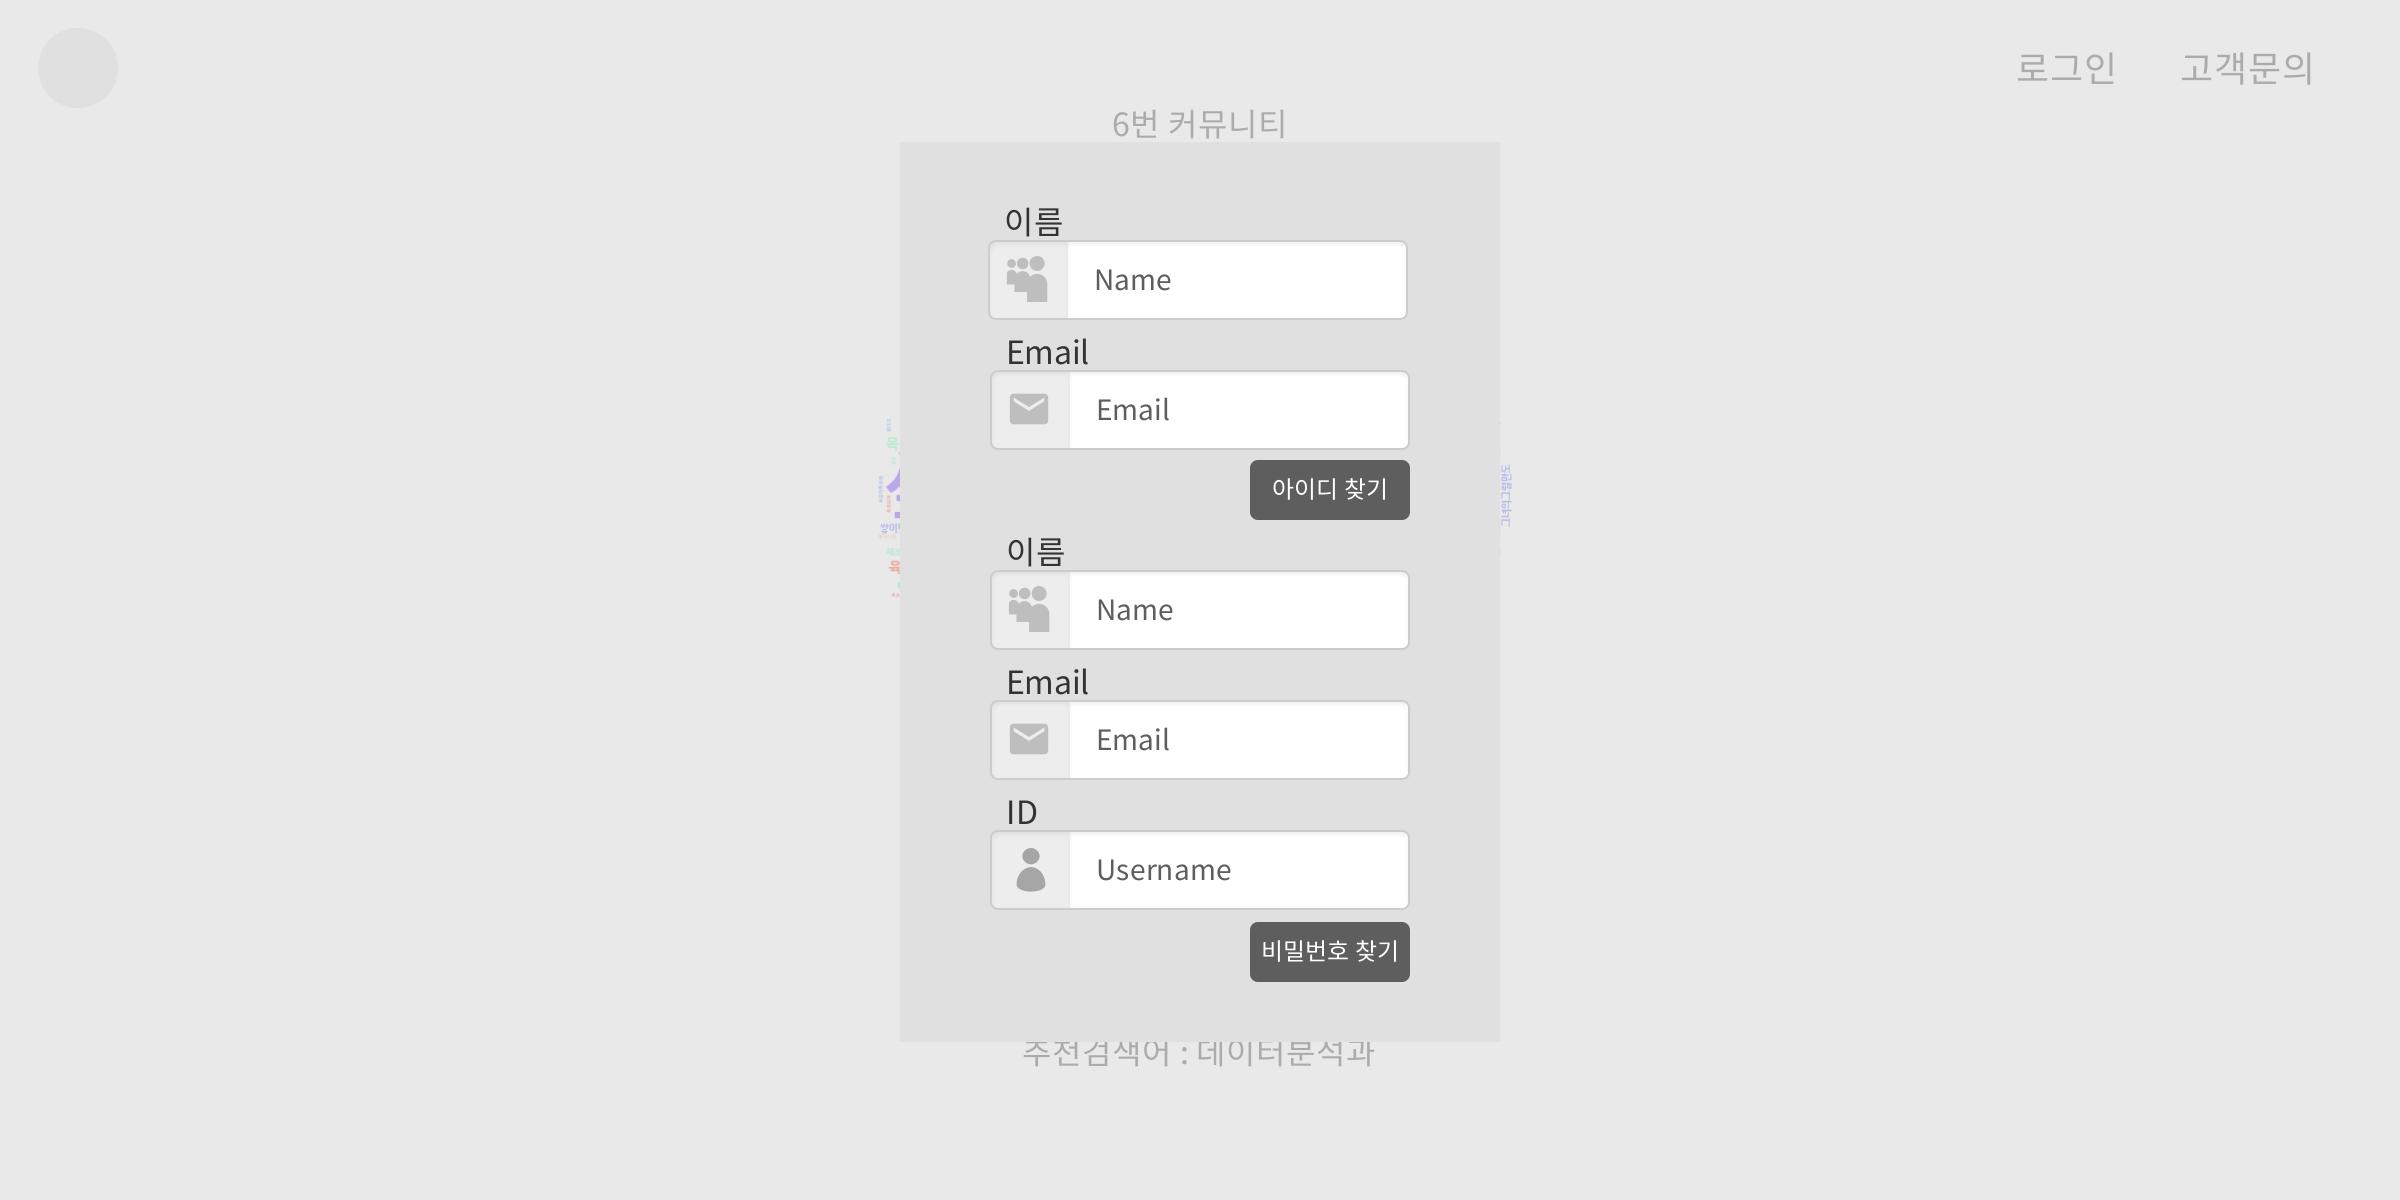 로그인 고객문의
6번 커뮤니티
이름
Name
Email
Email
아이디 찾기
이름
Name
Email
Email
ID
Username
비밀번호 찾기
추천검색어 : 데이터분석과